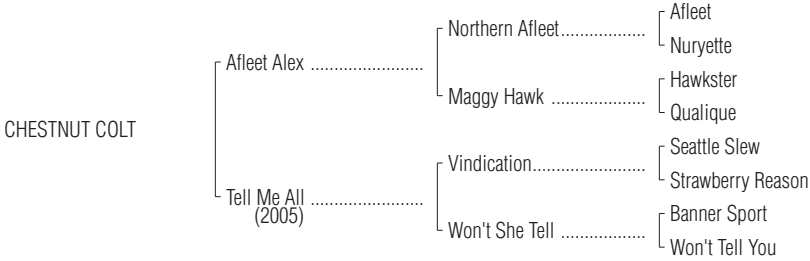 Afleet
Northern Afleet...................
Nuryette
Afleet Alex .......................
Hawkster
Maggy Hawk ...................
Qualique
CHESTNUT COLT
Seattle Slew
Vindication.......................
Strawberry Reason
Tell Me All .......................
(2005)
Banner Sport
Won't She Tell .................
Won't Tell You